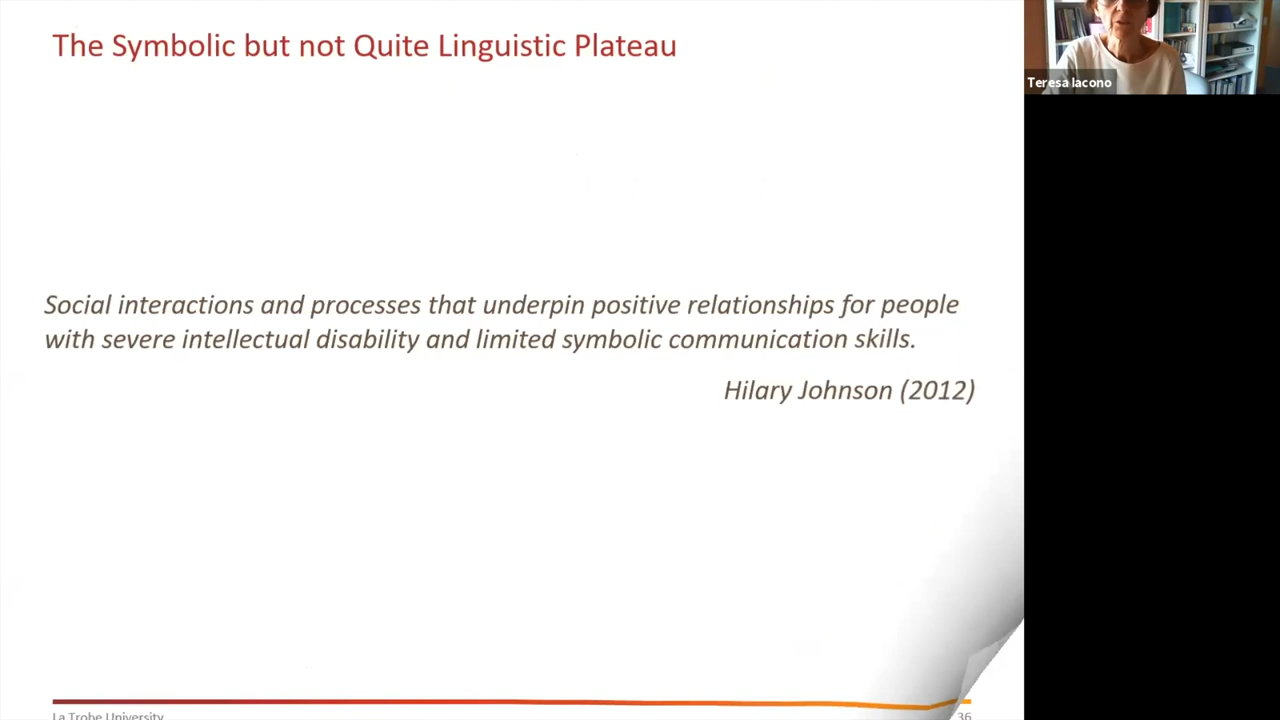 The Symbolic but not Quite Linguistic Plateau
Teresa Iacono
Social interactions and processes that underpin positive relationships for people
with severe intellectual disability and limited symbolic communication skills.
Hilary Johnson (2012)
La Trobe University
36